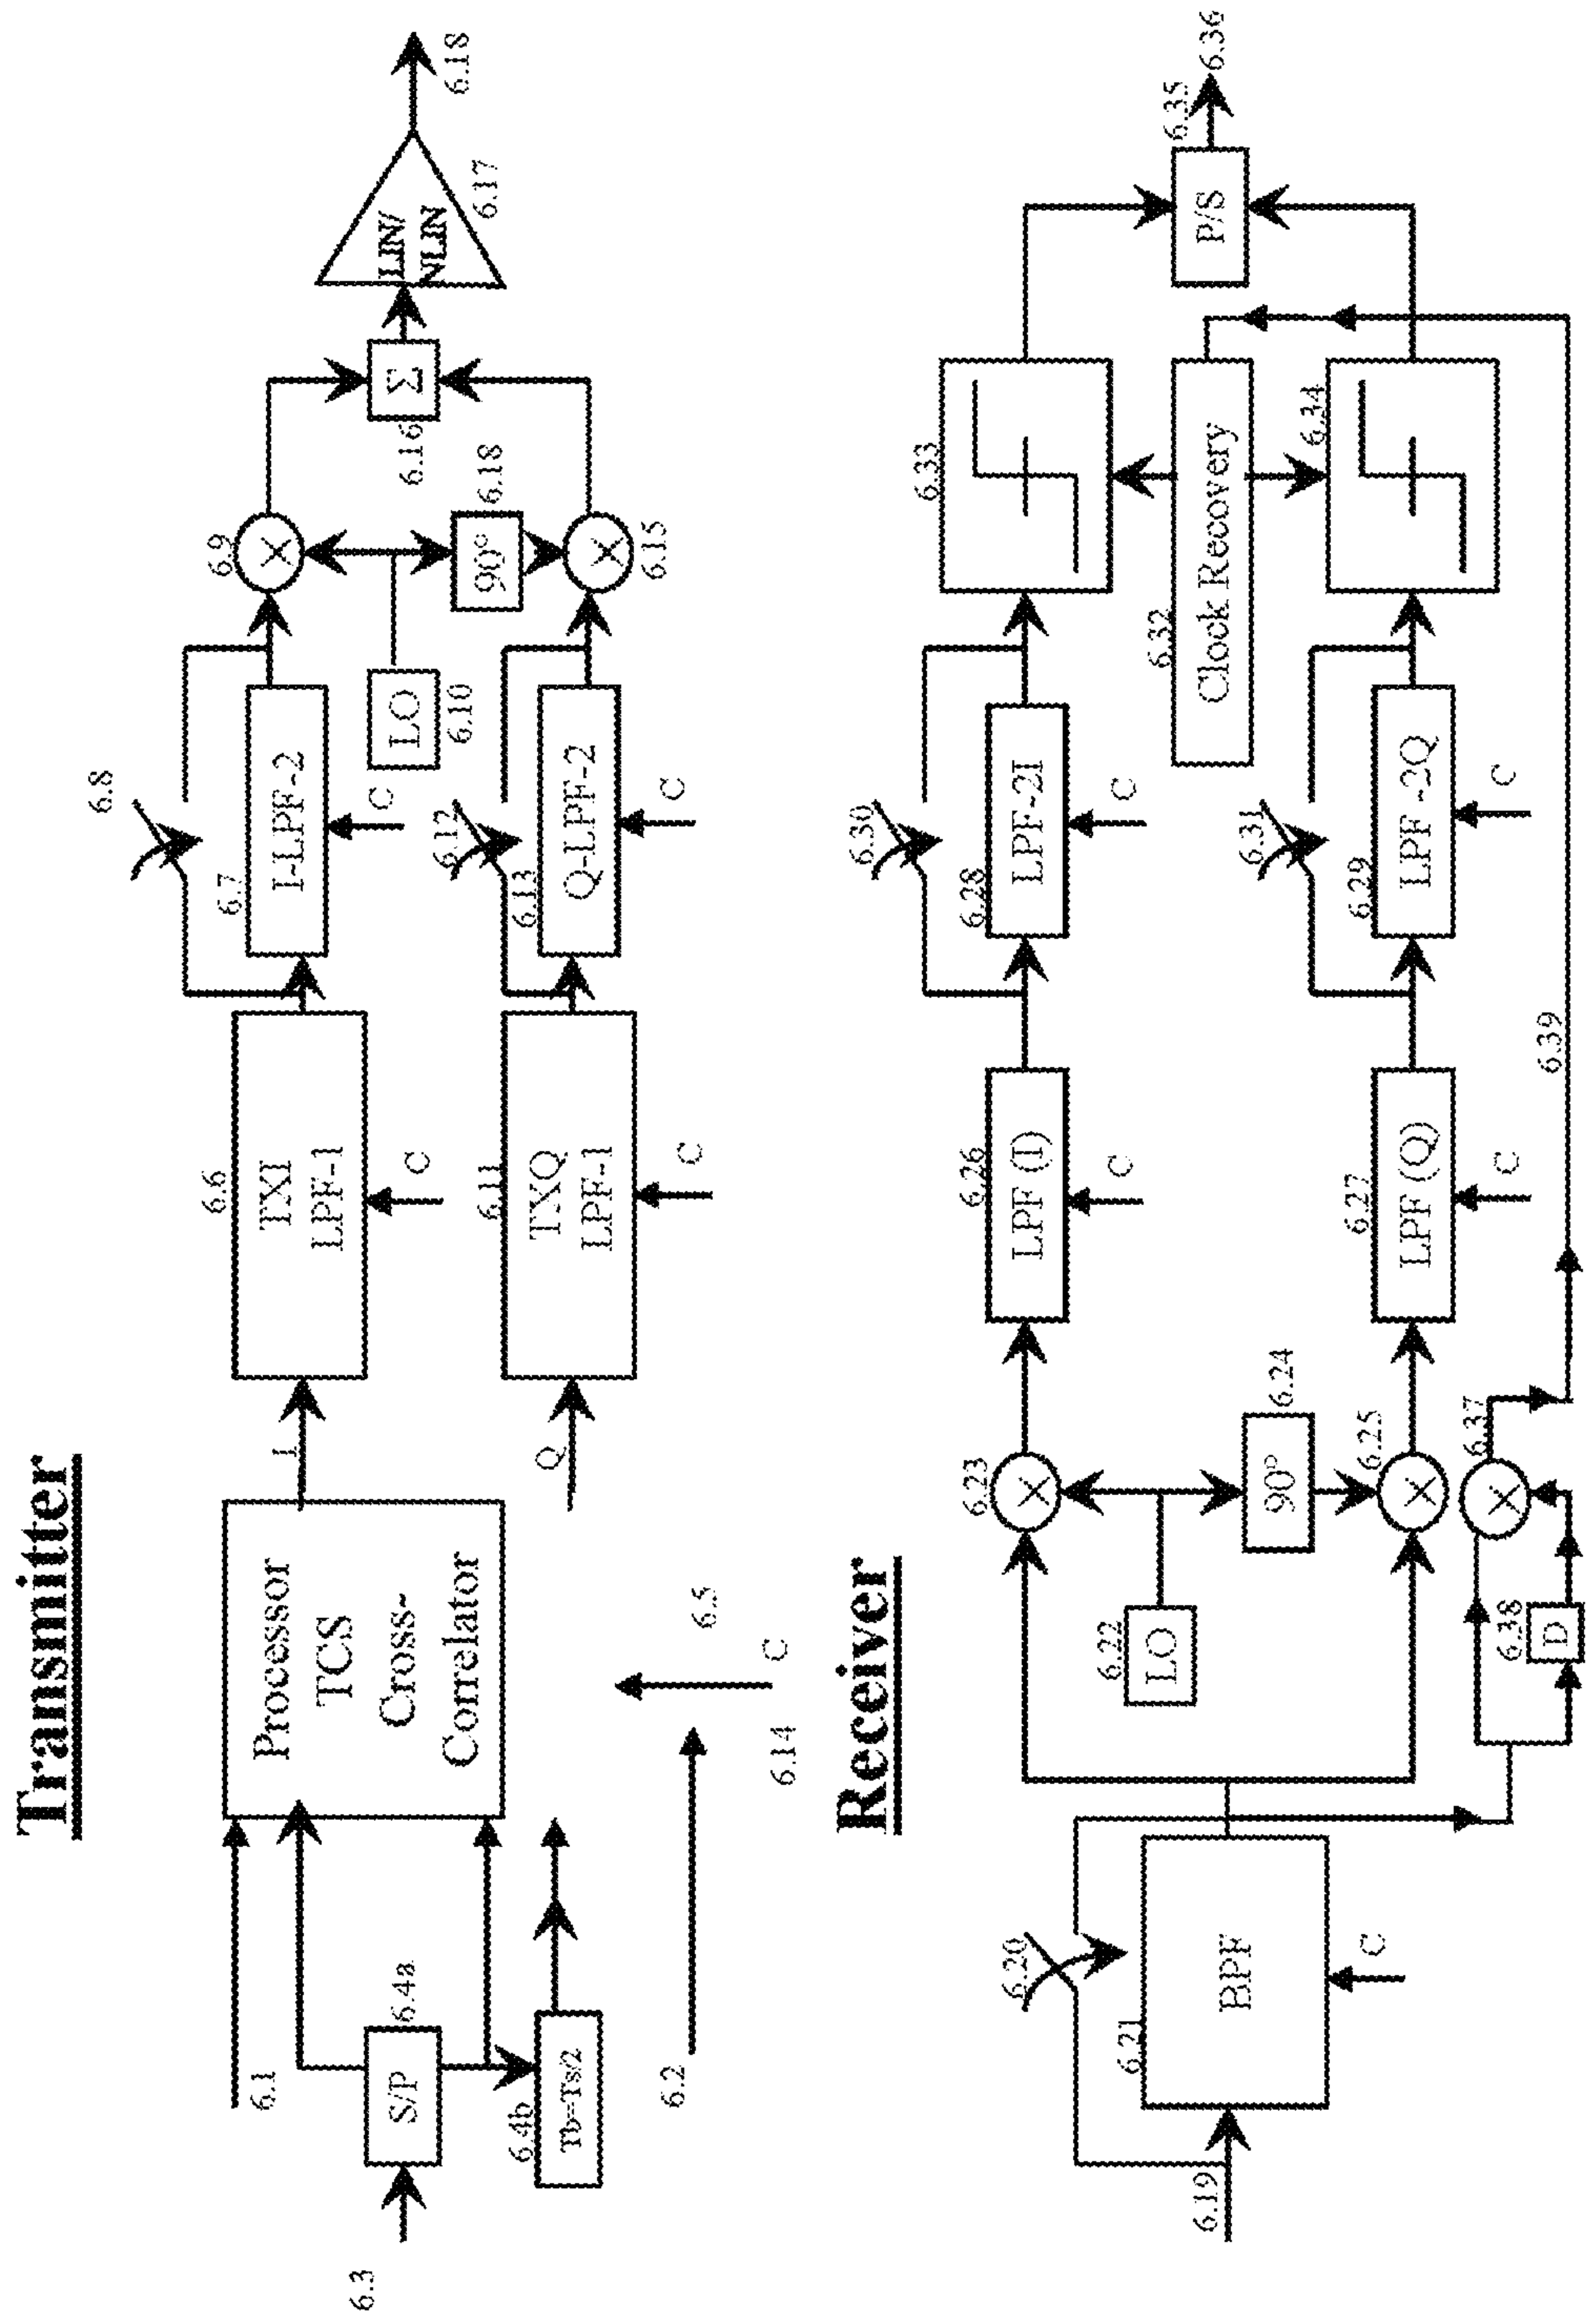 Transmitter
6.1
6.3
S/P
6.4a
6.4b
Tb=Ts/2
6.2
Processor
TCS
Cross-
Correlator
6.5
C
6.14
I
Q
6.6
TXI
LPF-1
C
6.11
TXQ
LPF-1
C
6.8
6.7
I-LPF-2
C
6.12
6.13
Q-LPF-2
C
LO
6.10
6.9
90°
6.18
6.15
Σ
6.16
LIN/
NLIN
6.17
6.18
Receiver
6.19
6.20
6.21
BPF
C
6.22
LO
6.23
90°
6.24
6.25
6.37
6.38
D
6.39
6.26
LPF (I)
C
6.27
LPF (Q)
C
6.30
6.28
LPF-2I
C
6.31
6.29
LPF -2Q
C
6.32
Clock Recovery
6.33
6.34
P/S
6.35
6.36